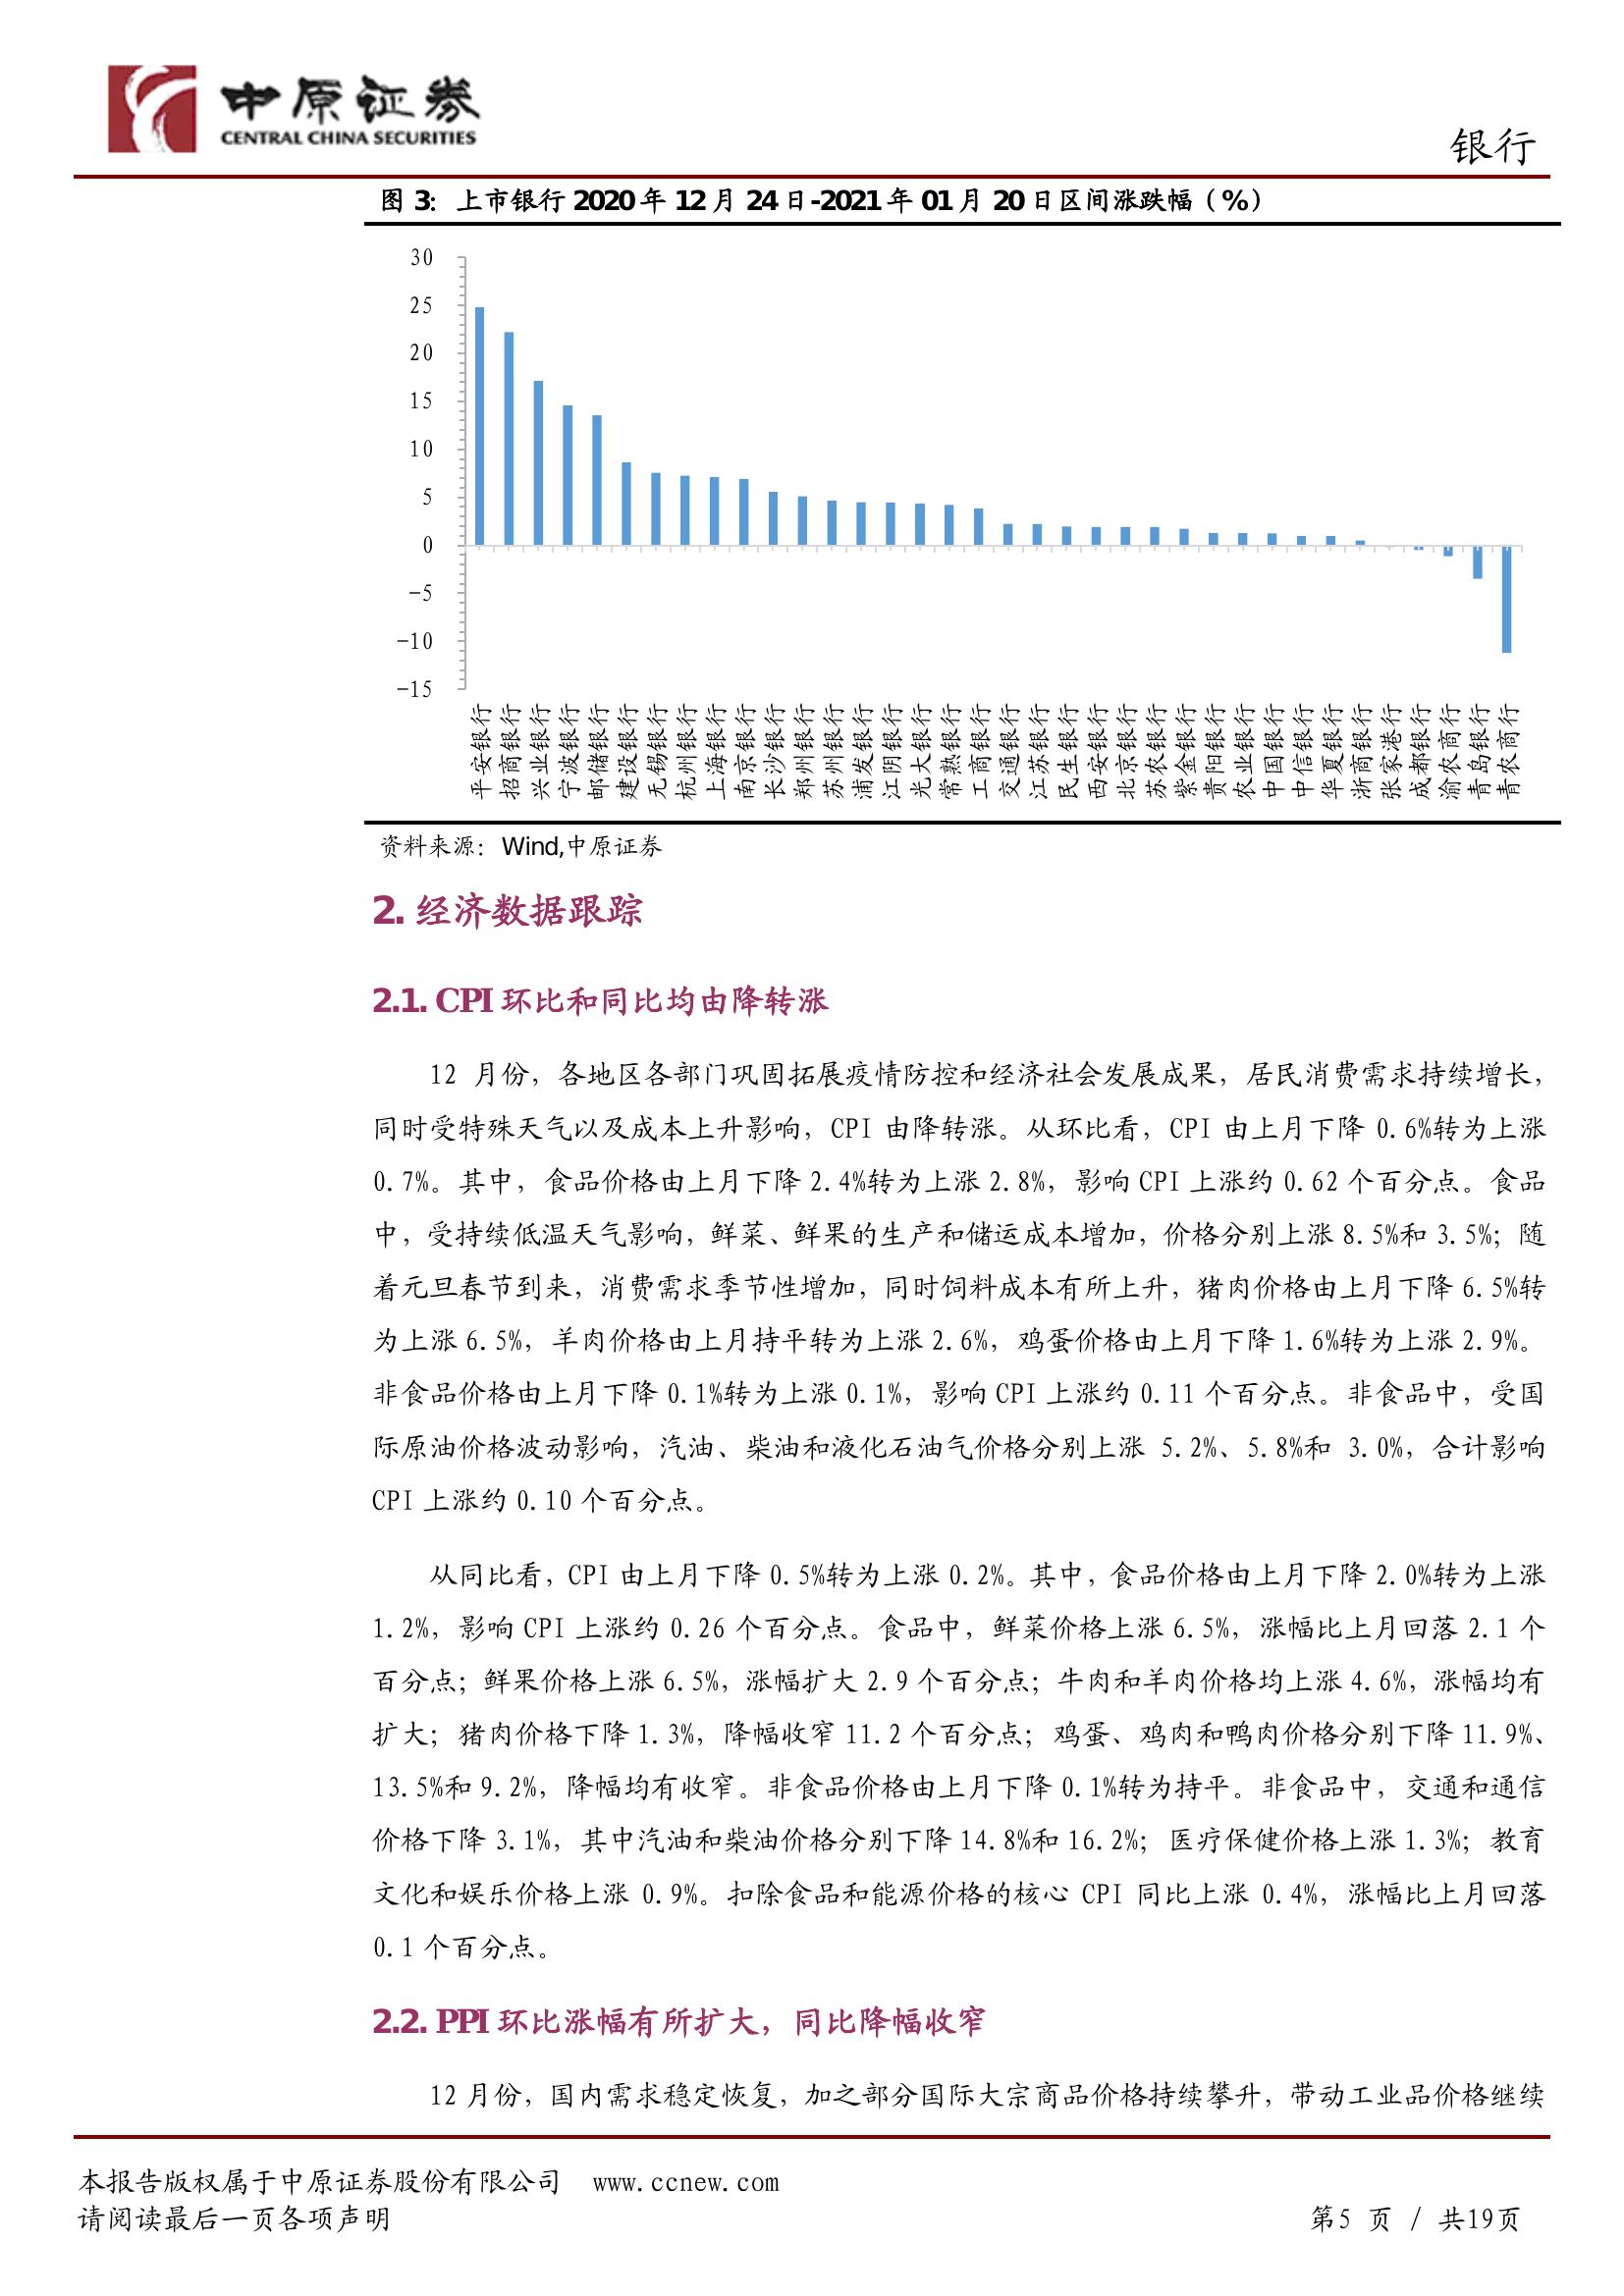 中原证券
CENTRAL CHINA SECURITIES
银行
图 3: 上市银行 2020 年 12 月 24 日-2021 年 01 月 20 日区间涨跌幅（%）
30
25
20
15
10
5
0
-5
-10
-15
平安银行
招商银行
兴业银行
宁波银行
邮储银行
建设银行
无锡银行
杭州银行
上海银行
南京银行
长沙银行
郑州银行
苏州银行
浦发银行
江阴银行
光大银行
常熟银行
工商银行
交通银行
江苏银行
民生银行
西安银行
北京银行
苏农银行
紫金银行
贵阳银行
农业银行
中国银行
中信银行
华夏银行
浙商银行
张家港行
成都银行
渝农商行
青岛银行
青农商行
资料来源：Wind,中原证券
2. 经济数据跟踪
2.1. CPI 环比和同比均由降转涨
12 月份，各地区各部门巩固拓展疫情防控和经济社会发展成果，居民消费需求持续增长，
同时受特殊天气以及成本上升影响，CPI 由降转涨。从环比看，CPI 由上月下降 0.6%转为上涨
0.7%。其中，食品价格由上月下降 2.4%转为上涨 2.8%，影响 CPI 上涨约 0.62 个百分点。食品
中，受持续低温天气影响，鲜菜、鲜果的生产和储运成本增加，价格分别上涨 8.5%和 3.5%；随
着元旦春节到来，消费需求季节性增加，同时饲料成本有所上升，猪肉价格由上月下降 6.5%转
为上涨 6.5%，羊肉价格由上月持平转为上涨 2.6%，鸡蛋价格由上月下降 1.6%转为上涨 2.9%。
非食品价格由上月下降 0.1%转为上涨 0.1%，影响 CPI 上涨约 0.11 个百分点。非食品中，受国
际原油价格波动影响，汽油、柴油和液化石油气价格分别上涨 5.2%、5.8%和 3.0%，合计影响
CPI 上涨约 0.10 个百分点。
从同比看，CPI 由上月下降 0.5%转为上涨 0.2%。其中，食品价格由上月下降 2.0%转为上涨
1.2%，影响 CPI 上涨约 0.26 个百分点。食品中，鲜菜价格上涨 6.5%，涨幅比上月回落 2.1 个
百分点；鲜果价格上涨 6.5%，涨幅扩大 2.9 个百分点；牛肉和羊肉价格均上涨 4.6%，涨幅均有
扩大；猪肉价格下降 1.3%，降幅收窄 11.2 个百分点；鸡蛋、鸡肉和鸭肉价格分别下降 11.9%、
13.5%和 9.2%，降幅均有收窄。非食品价格由上月下降 0.1%转为持平。非食品中，交通和通信
价格下降 3.1%，其中汽油和柴油价格分别下降 14.8%和 16.2%；医疗保健价格上涨 1.3%；教育
文化和娱乐价格上涨 0.9%。扣除食品和能源价格的核心 CPI 同比上涨 0.4%，涨幅比上月回落
0.1 个百分点。
2.2. PPI 环比涨幅有所扩大，同比降幅收窄
12 月份，国内需求稳定恢复，加之部分国际大宗商品价格持续攀升，带动工业品价格继续
本报告版权属于中原证券股份有限公司 www.ccnew.com
请阅读最后一页各项声明
第5 页 / 共19页